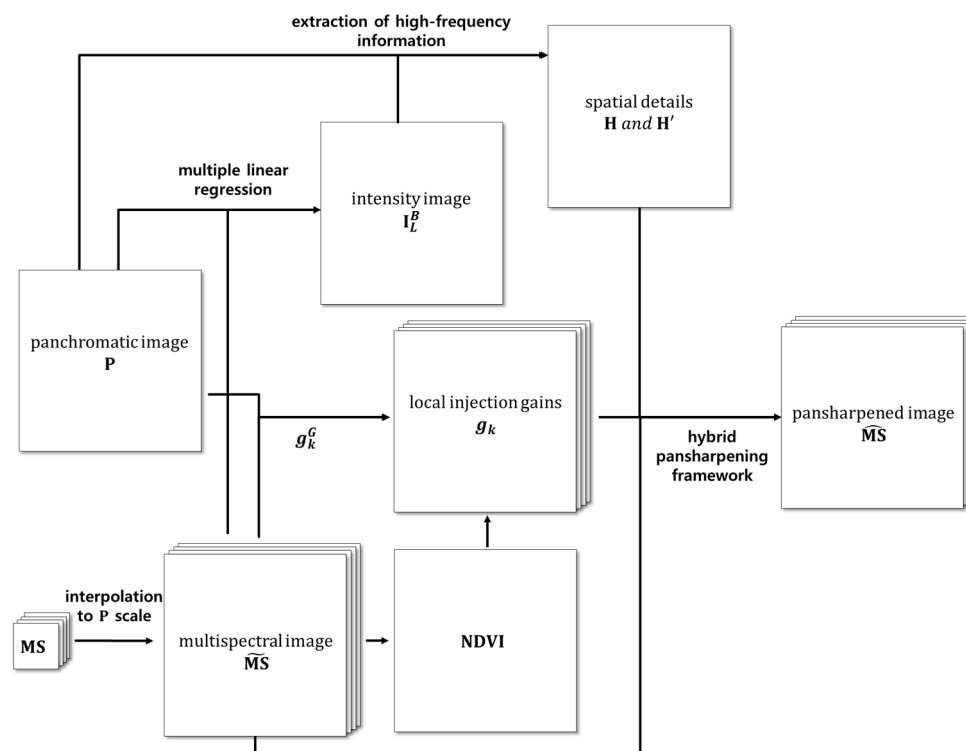 extraction of high-frequency
information
spatial details
H and H′
multiple linear
regression
intensity image
I_L^B
panchromatic image
P
local injection gains
g_k
g_k^G
pansharpened image
M̂S
hybrid
pansharpening
framework
interpolation
to P scale
MS
multispectral image
M̃S
NDVI